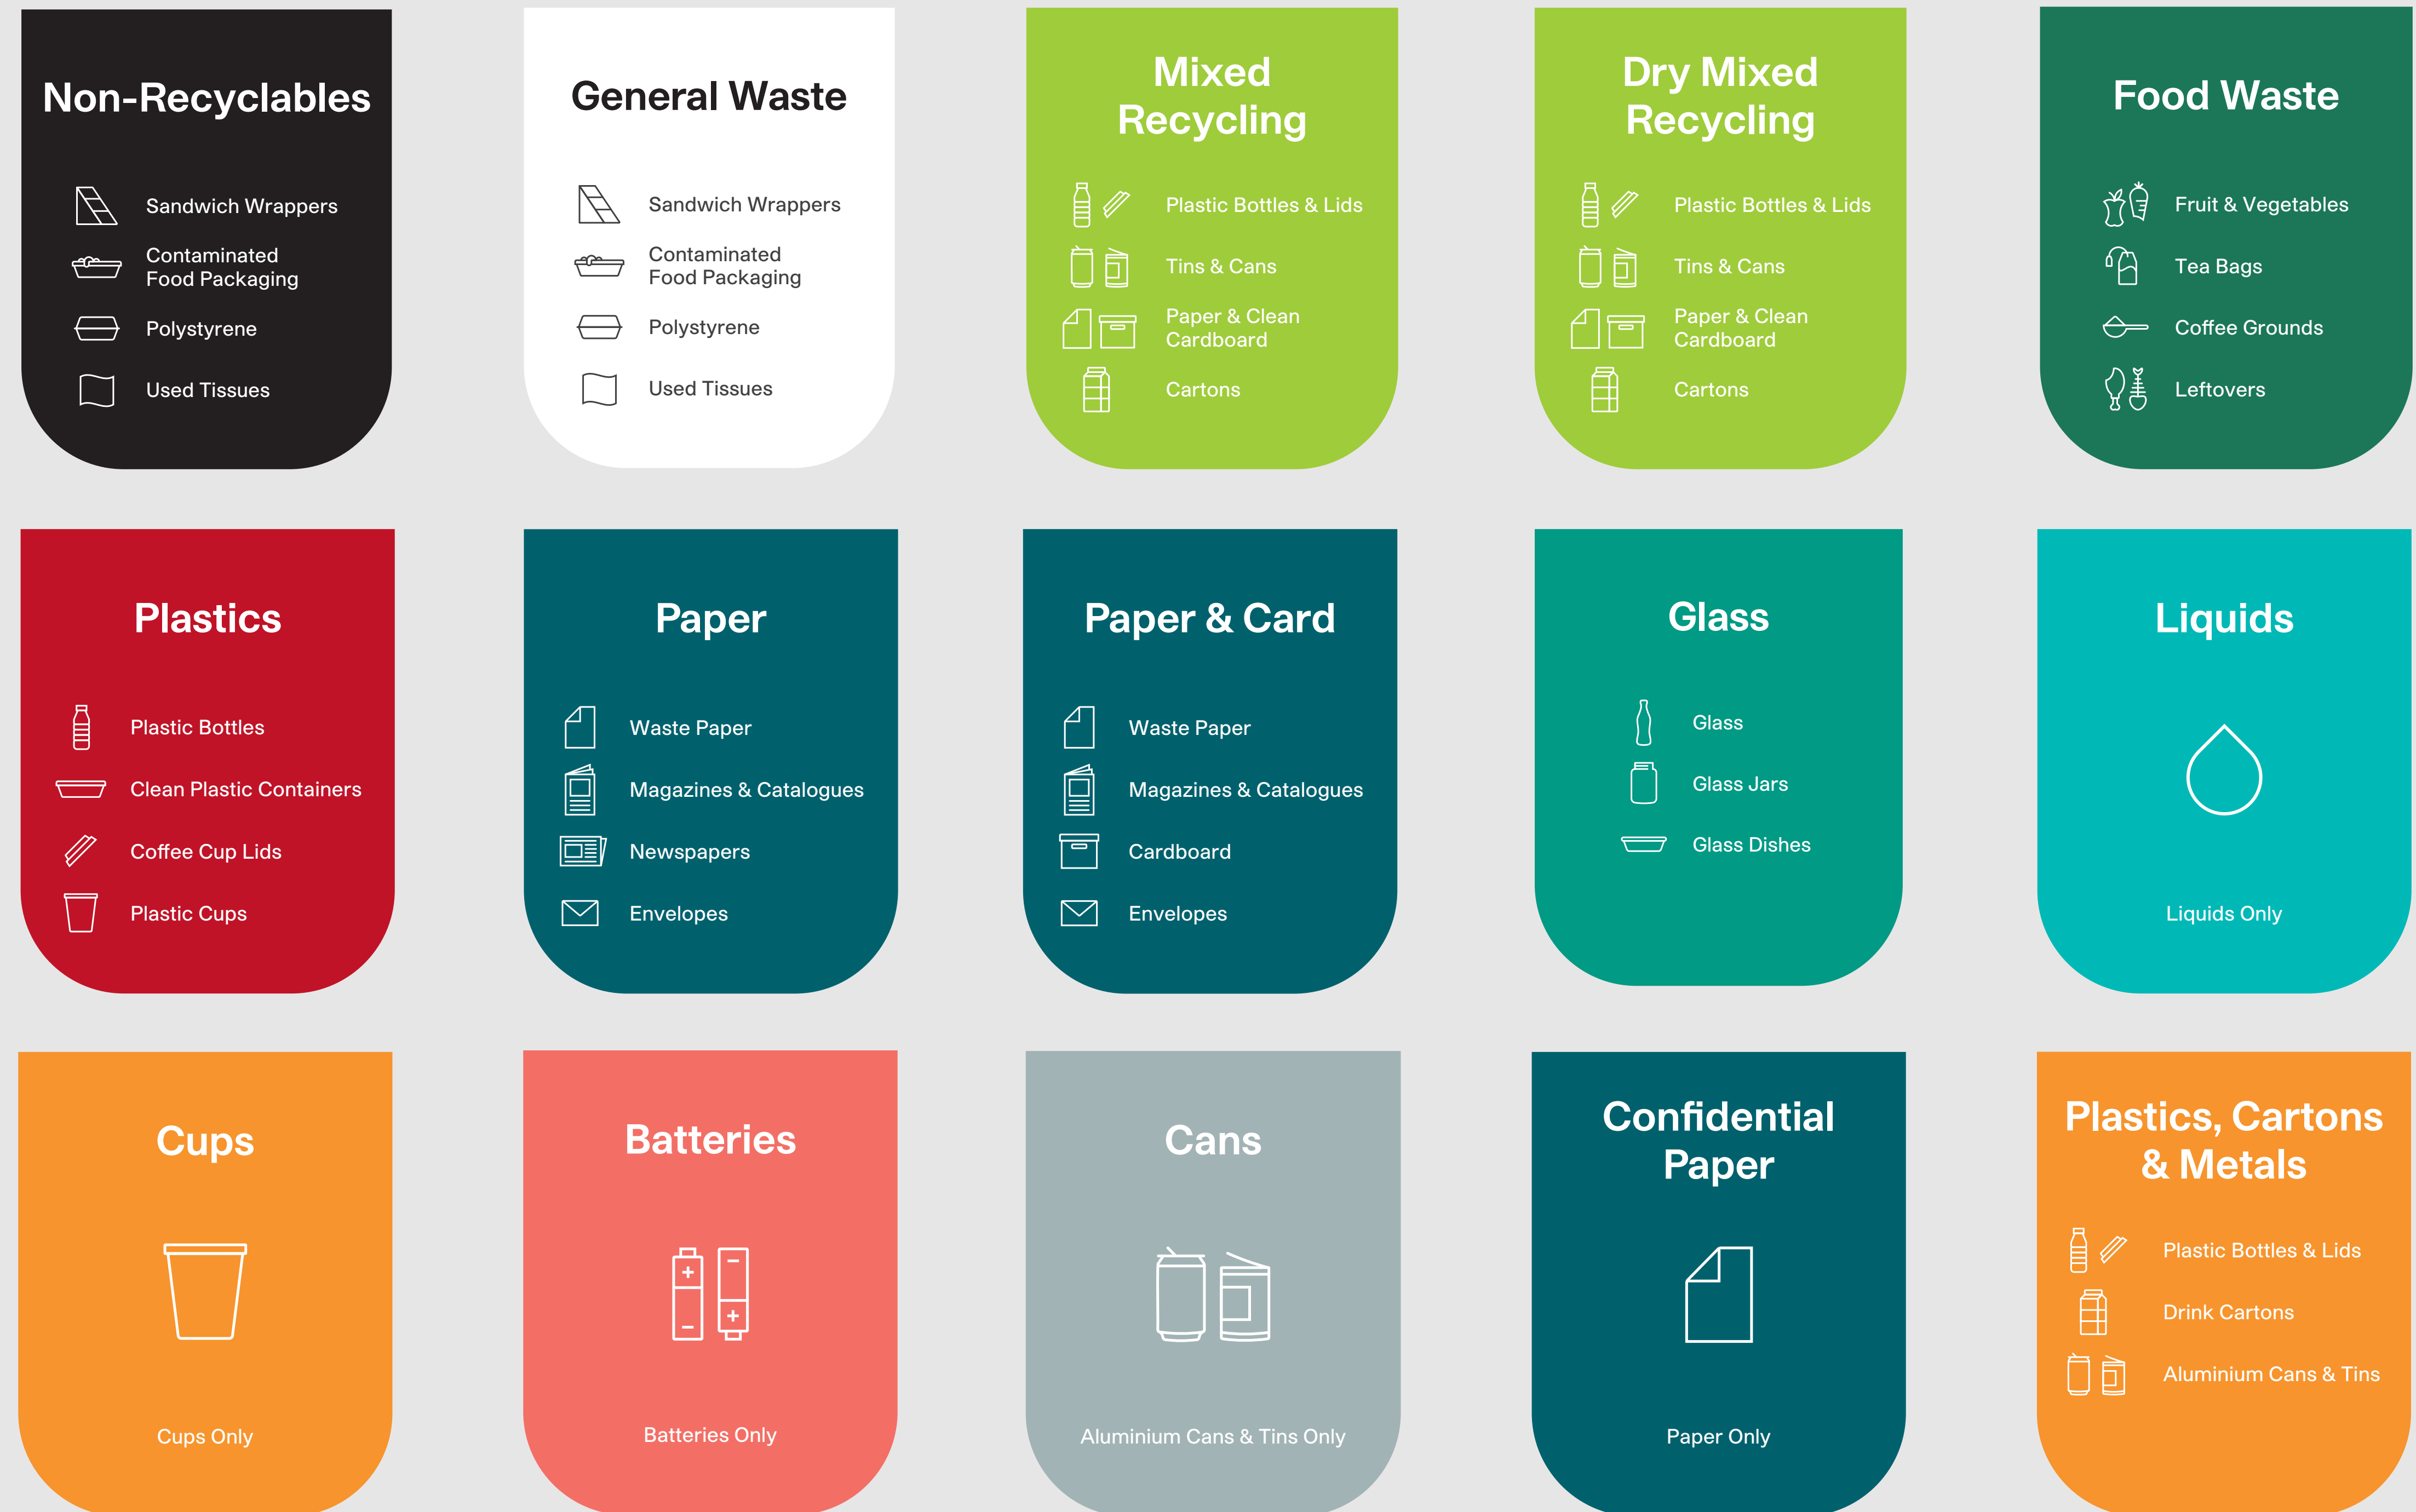 Non-Recyclables
Sandwich Wrappers
Contaminated
Food Packaging
Polystyrene
Used Tissues
General Waste
Sandwich Wrappers
Contaminated
Food Packaging
Polystyrene
Used Tissues
Mixed
Recycling
Plastic Bottles & Lids
Tins & Cans
Paper & Clean
Cardboard
Cartons
Dry Mixed
Recycling
Plastic Bottles & Lids
Tins & Cans
Paper & Clean
Cardboard
Cartons
Food Waste
Fruit & Vegetables
Tea Bags
Coffee Grounds
Leftovers
Plastics
Plastic Bottles
Clean Plastic Containers
Coffee Cup Lids
Plastic Cups
Paper
Waste Paper
Magazines & Catalogues
Newspapers
Envelopes
Paper & Card
Waste Paper
Magazines & Catalogues
Cardboard
Envelopes
Glass
Glass
Glass Jars
Glass Dishes
Liquids
Liquids Only
Cups
Cups Only
Batteries
Batteries Only
Cans
Aluminium Cans & Tins Only
Confidential
Paper
Paper Only
Plastics, Cartons
& Metals
Plastic Bottles & Lids
Drink Cartons
Aluminium Cans & Tins